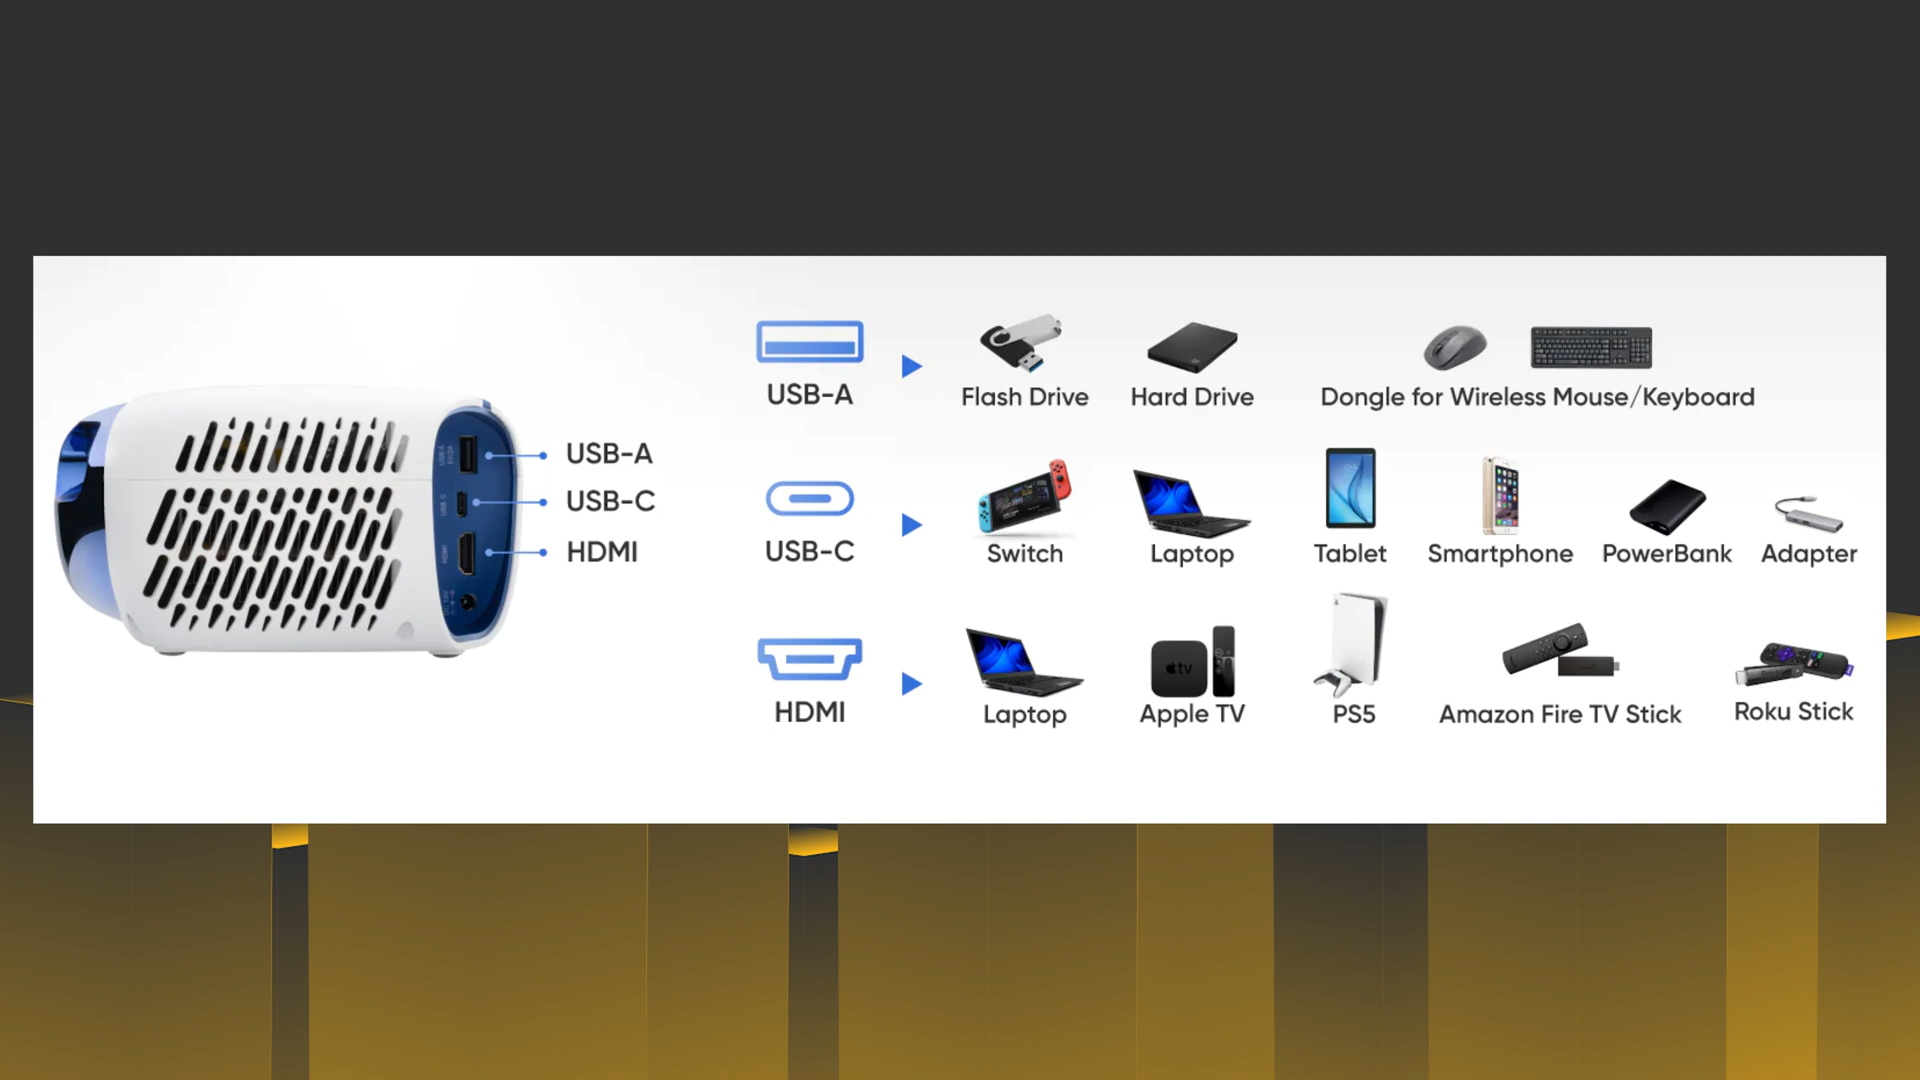 USB-A
USB-C
HDMI
USB-A
Flash Drive
Hard Drive
Dongle for Wireless Mouse/Keyboard
USB-C
Switch
Laptop
Tablet
Smartphone
PowerBank
Adapter
HDMI
Laptop
tv
Apple TV
PS5
Amazon Fire TV Stick
Roku Stick